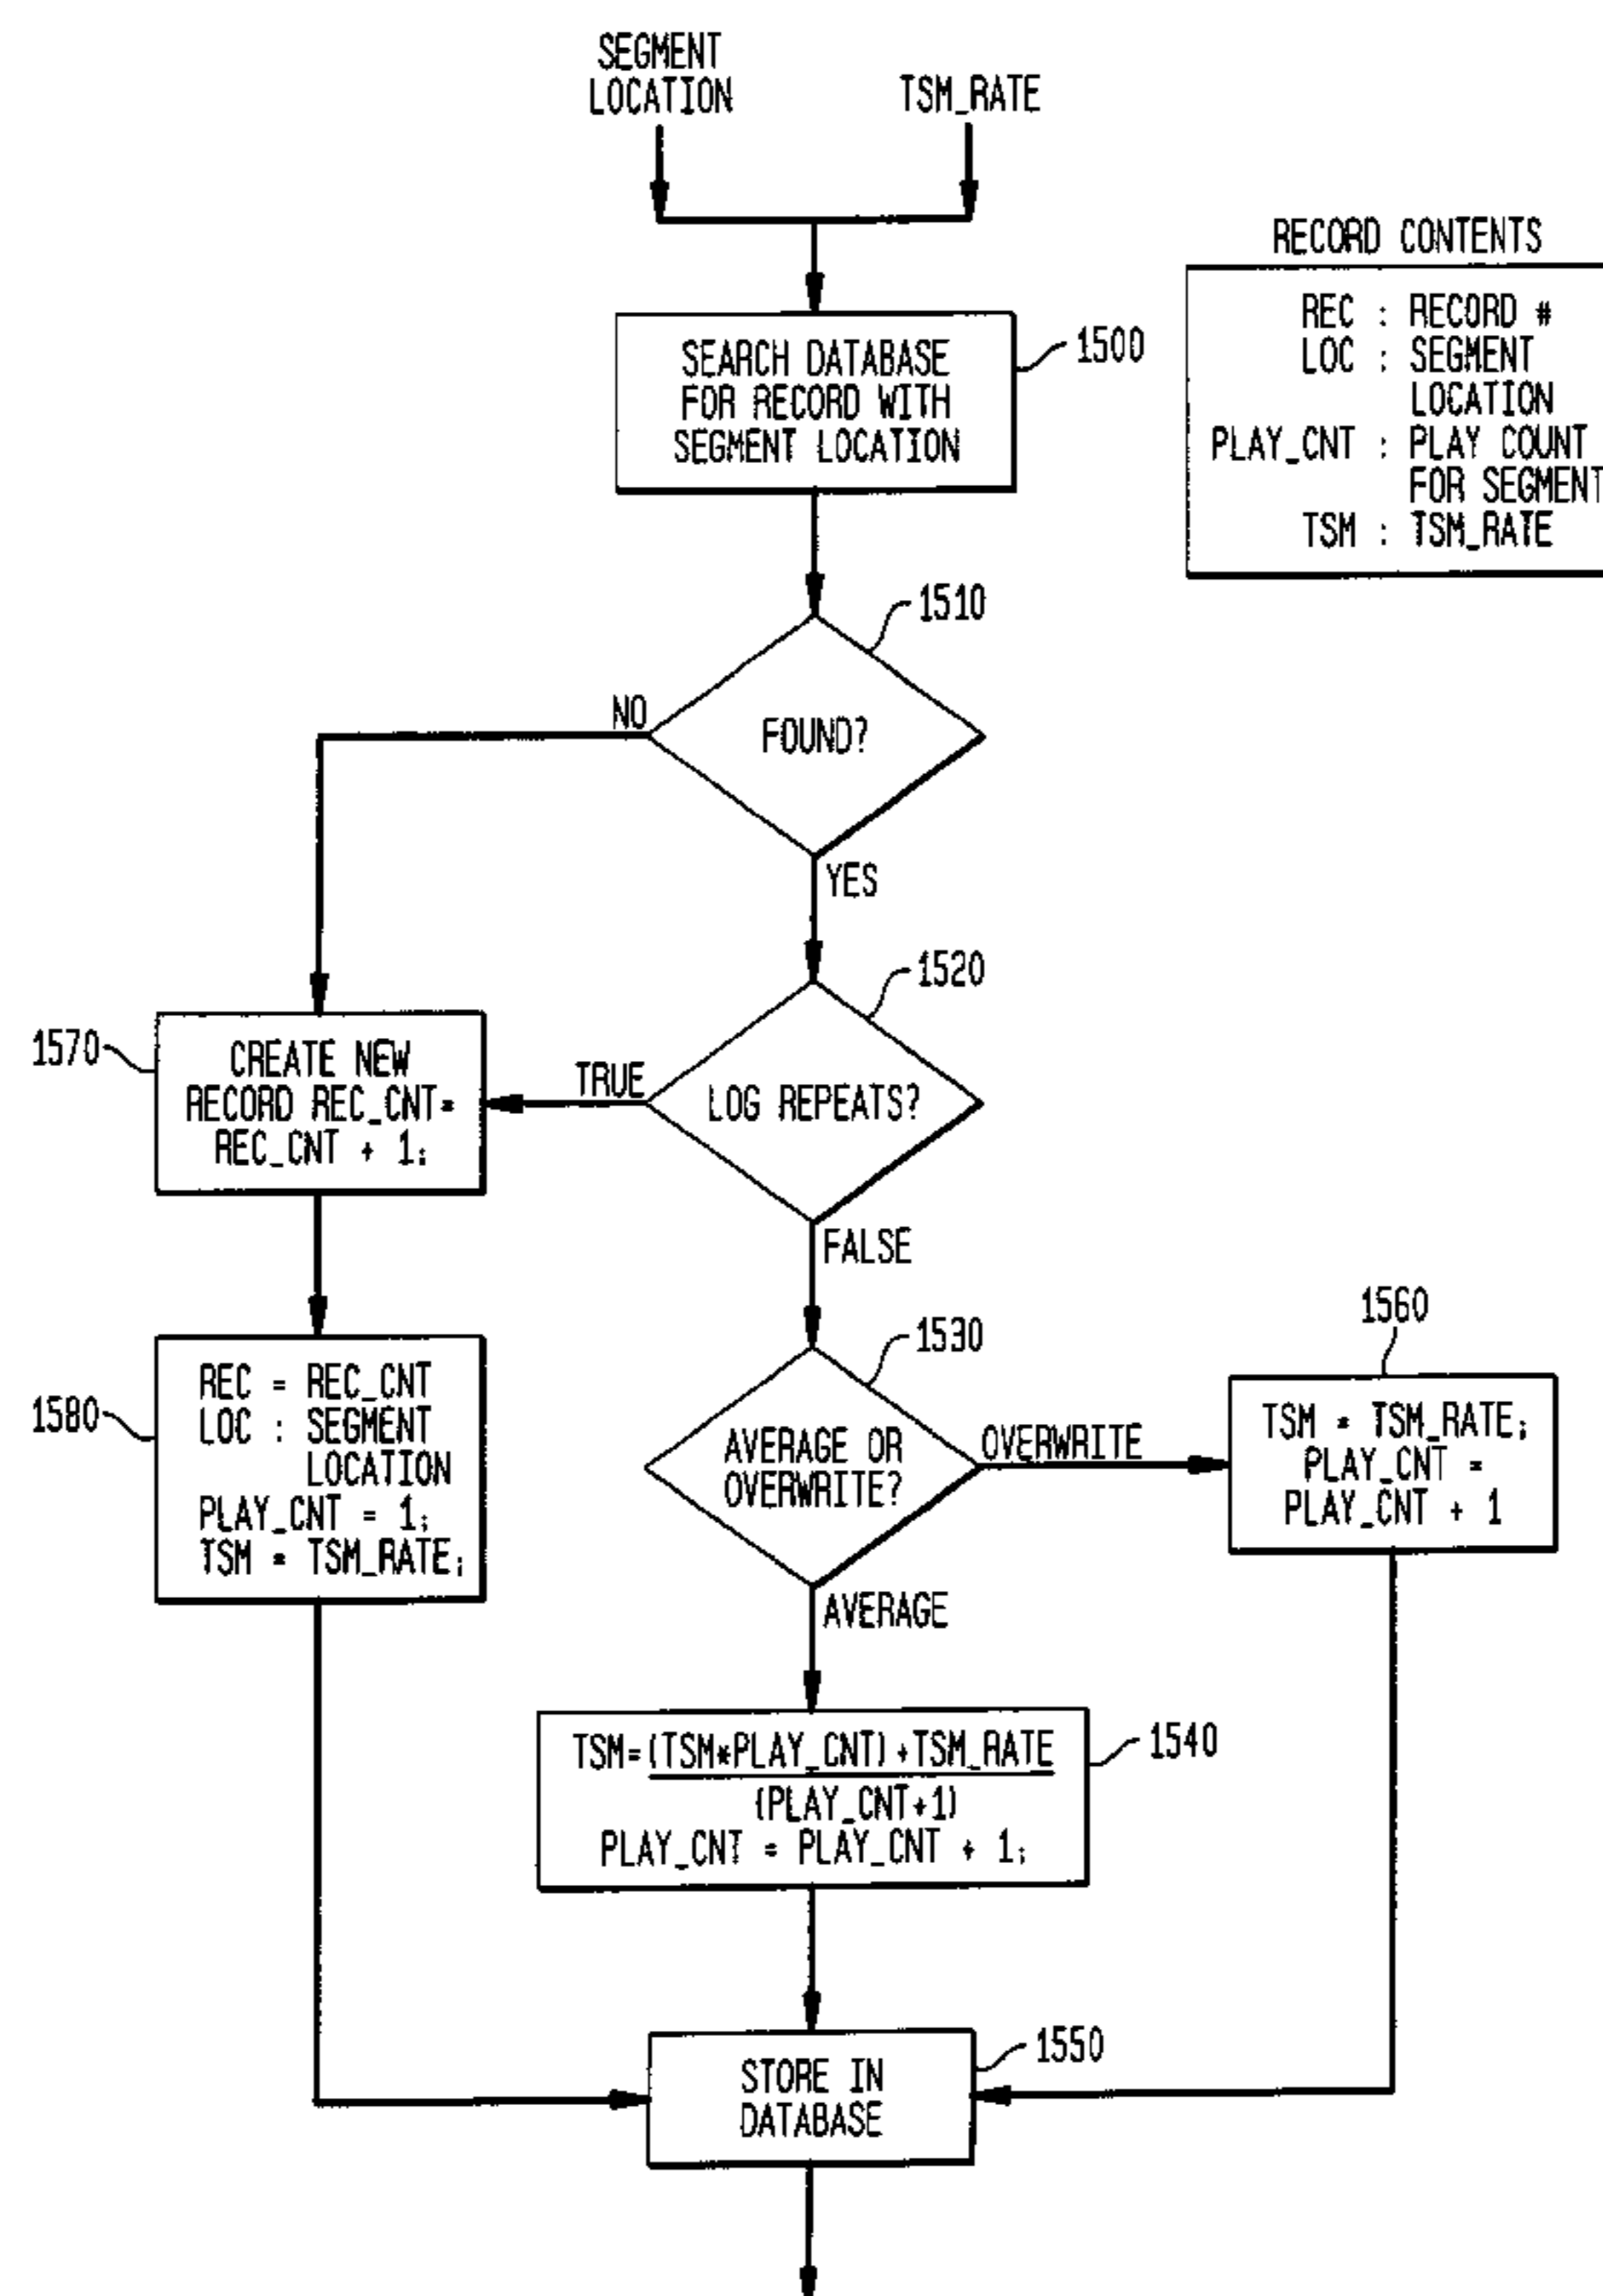 SEGMENT
LOCATION
TSM_RATE
RECORD CONTENTS
REC : RECORD #
LOC : SEGMENT
LOCATION
PLAY_CNT : PLAY COUNT
FOR SEGMENT
TSM : TSM_RATE
SEARCH DATABASE
FOR RECORD WITH
SEGMENT LOCATION
1500
1510
FOUND?
NO
YES
1520
LOG REPEATS?
TRUE
FALSE
1570
CREATE NEW
RECORD REC_CNT=
REC_CNT + 1;
1580
REC = REC_CNT
LOC : SEGMENT
LOCATION
PLAY_CNT = 1;
TSM = TSM_RATE;
1530
AVERAGE OR
OVERWRITE?
OVERWRITE
AVERAGE
1560
TSM = TSM_RATE;
PLAY_CNT =
PLAY_CNT + 1
1540
TSM=(TSM*PLAY_CNT)+TSM_RATE
(PLAY_CNT+1)
PLAY_CNT = PLAY_CNT + 1;
1550
STORE IN
DATABASE